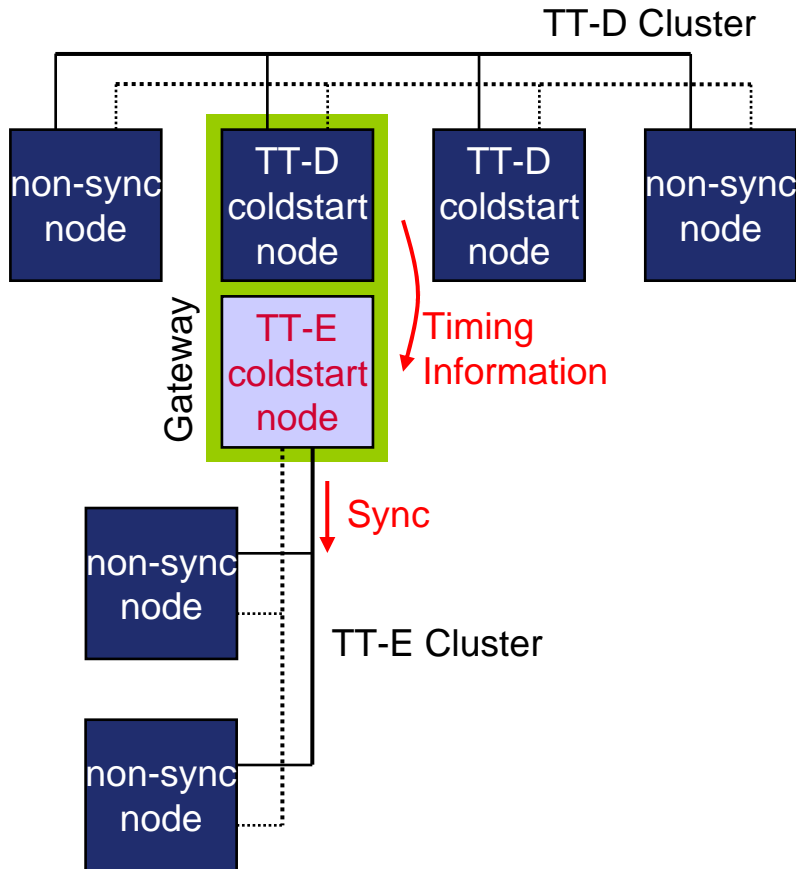 TT-D Cluster
non-sync
node
TT-D
coldstart
node
TT-D
coldstart
node
non-sync
node
Gateway
TT-E
coldstart
node
Timing
Information
Sync
non-sync
node
TT-E Cluster
non-sync
node